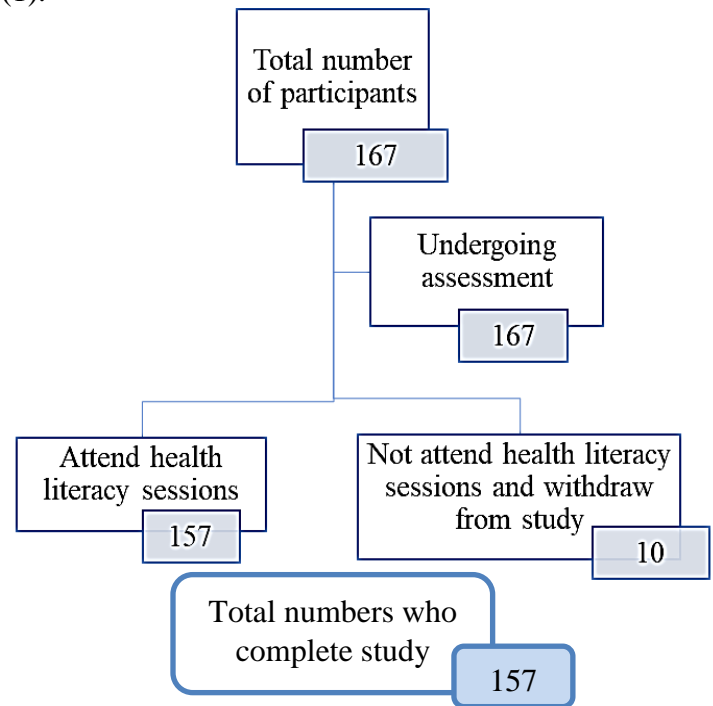 (1).
Total number
of participants
167
Undergoing
assessment
167
Attend health
literacy sessions
157
Not attend health literacy
sessions and withdraw
from study
10
Total numbers who
complete study
157